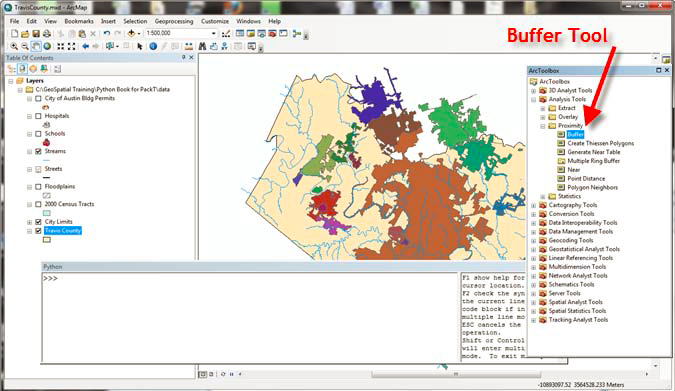 TravisCounty.mxd - ArcMap
File Edit View Bookmarks Insert Selection Geoprocessing Customize Windows Help
1:500,000
Buffer Tool
Table Of Contents
Layers
C:\GeoSpatial Training\Python Book for PackT\data
City of Austin Bldg Permits
Hospitals
Schools
Streams
Streets
Floodplains
2000 Census Tracts
City Limits
Travis County
ArcToolbox
ArcToolbox
3D Analyst Tools
Analysis Tools
Extract
Overlay
Proximity
Buffer
Create Thiessen Polygons
Generate Near Table
Multiple Ring Buffer
Near
Point Distance
Polygon Neighbors
Statistics
Cartography Tools
Conversion Tools
Data Interoperability Tools
Data Management Tools
Geocoding Tools
Geostatistical Analyst Tools
Linear Referencing Tools
Multidimension Tools
Network Analyst Tools
Schematics Tools
Server Tools
Spatial Analyst Tools
Spatial Statistics Tools
Tracking Analyst Tools
Python
>>>
F1 show help for
cursor location.
F2 check the syn
the current line
code block if in
multiple line mo
ESC cancels the
operation.
Shift or Control
will enter multi
mode. To exit m
-10893097.52 3564528.233 Meters